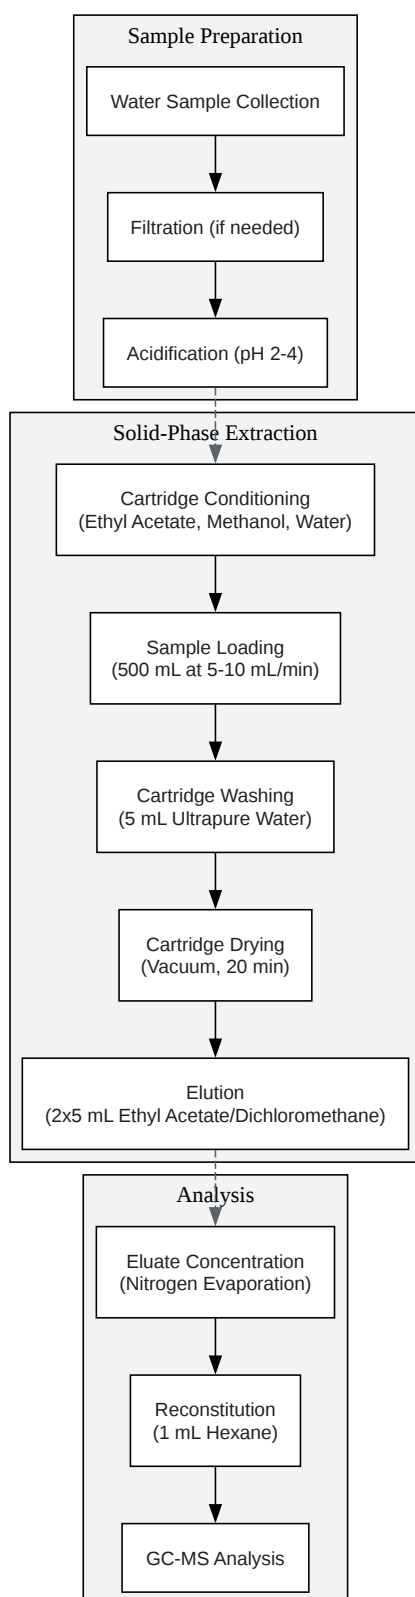 Sample Preparation
Water Sample Collection
Filtration (if needed)
Acidification (pH 2-4)
Solid-Phase Extraction
Cartridge Conditioning
(Ethyl Acetate, Methanol, Water)
Sample Loading
(500 mL at 5-10 mL/min)
Cartridge Washing
(5 mL Ultrapure Water)
Cartridge Drying
(Vacuum, 20 min)
Elution
(2x5 mL Ethyl Acetate/Dichloromethane)
Analysis
Eluate Concentration
(Nitrogen Evaporation)
Reconstitution
(1 mL Hexane)
GC-MS Analysis